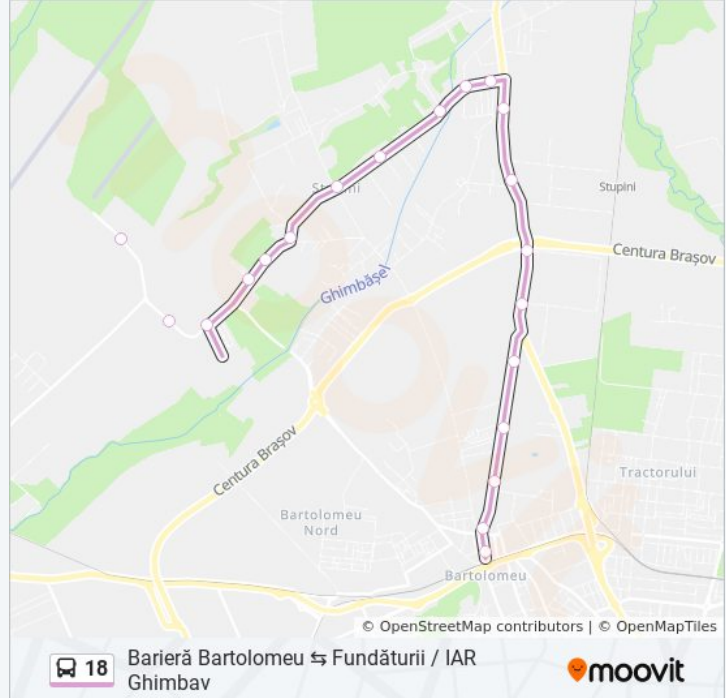 Stupini
Stupini
Centura Brașov
Ghimbășel
Centura Brașov
Tractorului
Bartolomeu
Nord
Bartolomeu
© OpenStreetMap contributors | © OpenMapTiles
18
Barieră Bartolomeu ⇆ Fundăturii / IAR
Ghimbav
moovit